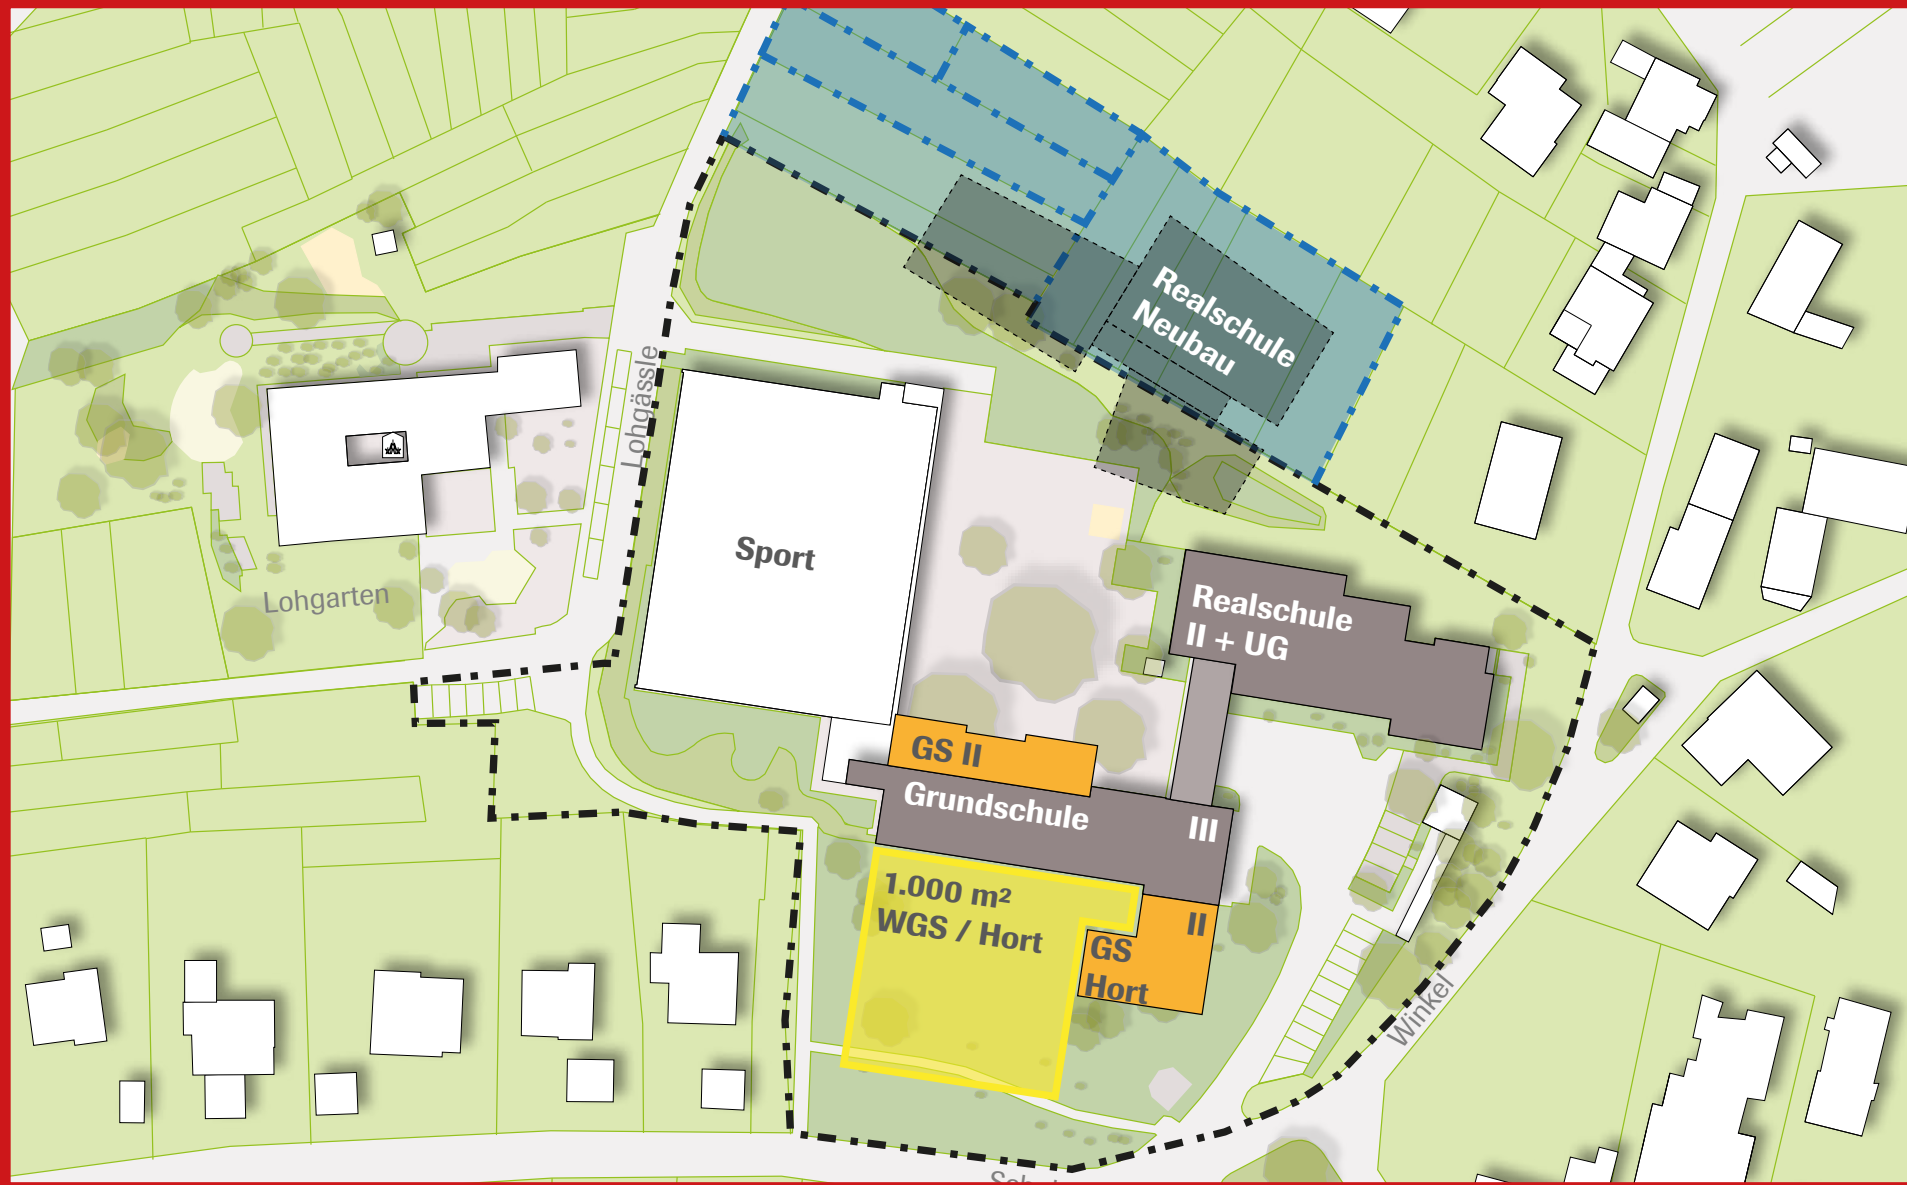 Realschule
Neubau
Lohgässle
Sport
Lohgarten
Realschule
II + UG
GS II
Grundschule
III
1.000 m²
WGS / Hort
II
GS
Hort
Winkel